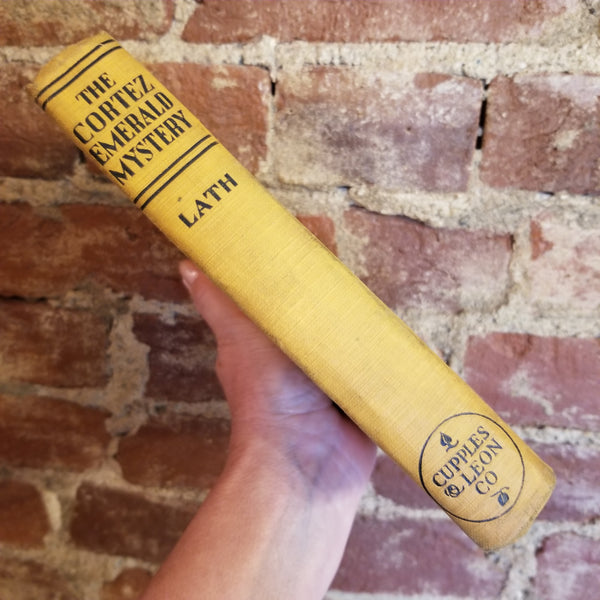 THE
CORTEZ
EMERALD
MYSTERY
LATH
CUPPLES
& LEON
CO